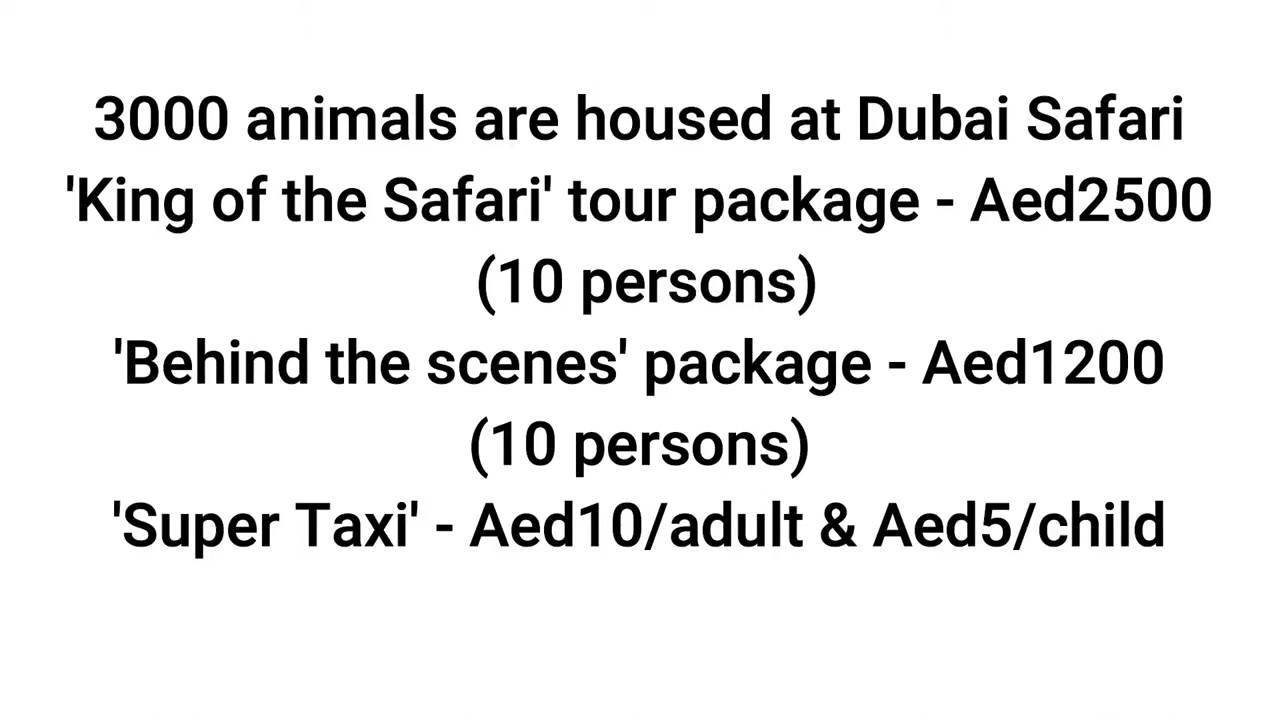 3000 animals are housed at Dubai Safari
'King of the Safari' tour package - Aed2500
(10 persons)
'Behind the scenes' package - Aed1200
(10 persons)
'Super Taxi' - Aed10/adult & Aed5/child